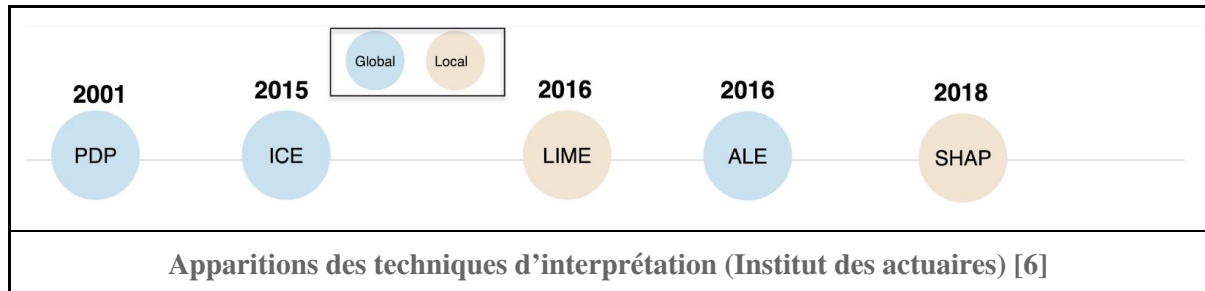 Global Local
2001 2015 2016 2016 2018
PDP ICE LIME ALE SHAP
Apparitions des techniques d’interprétation (Institut des actuaires) [6]